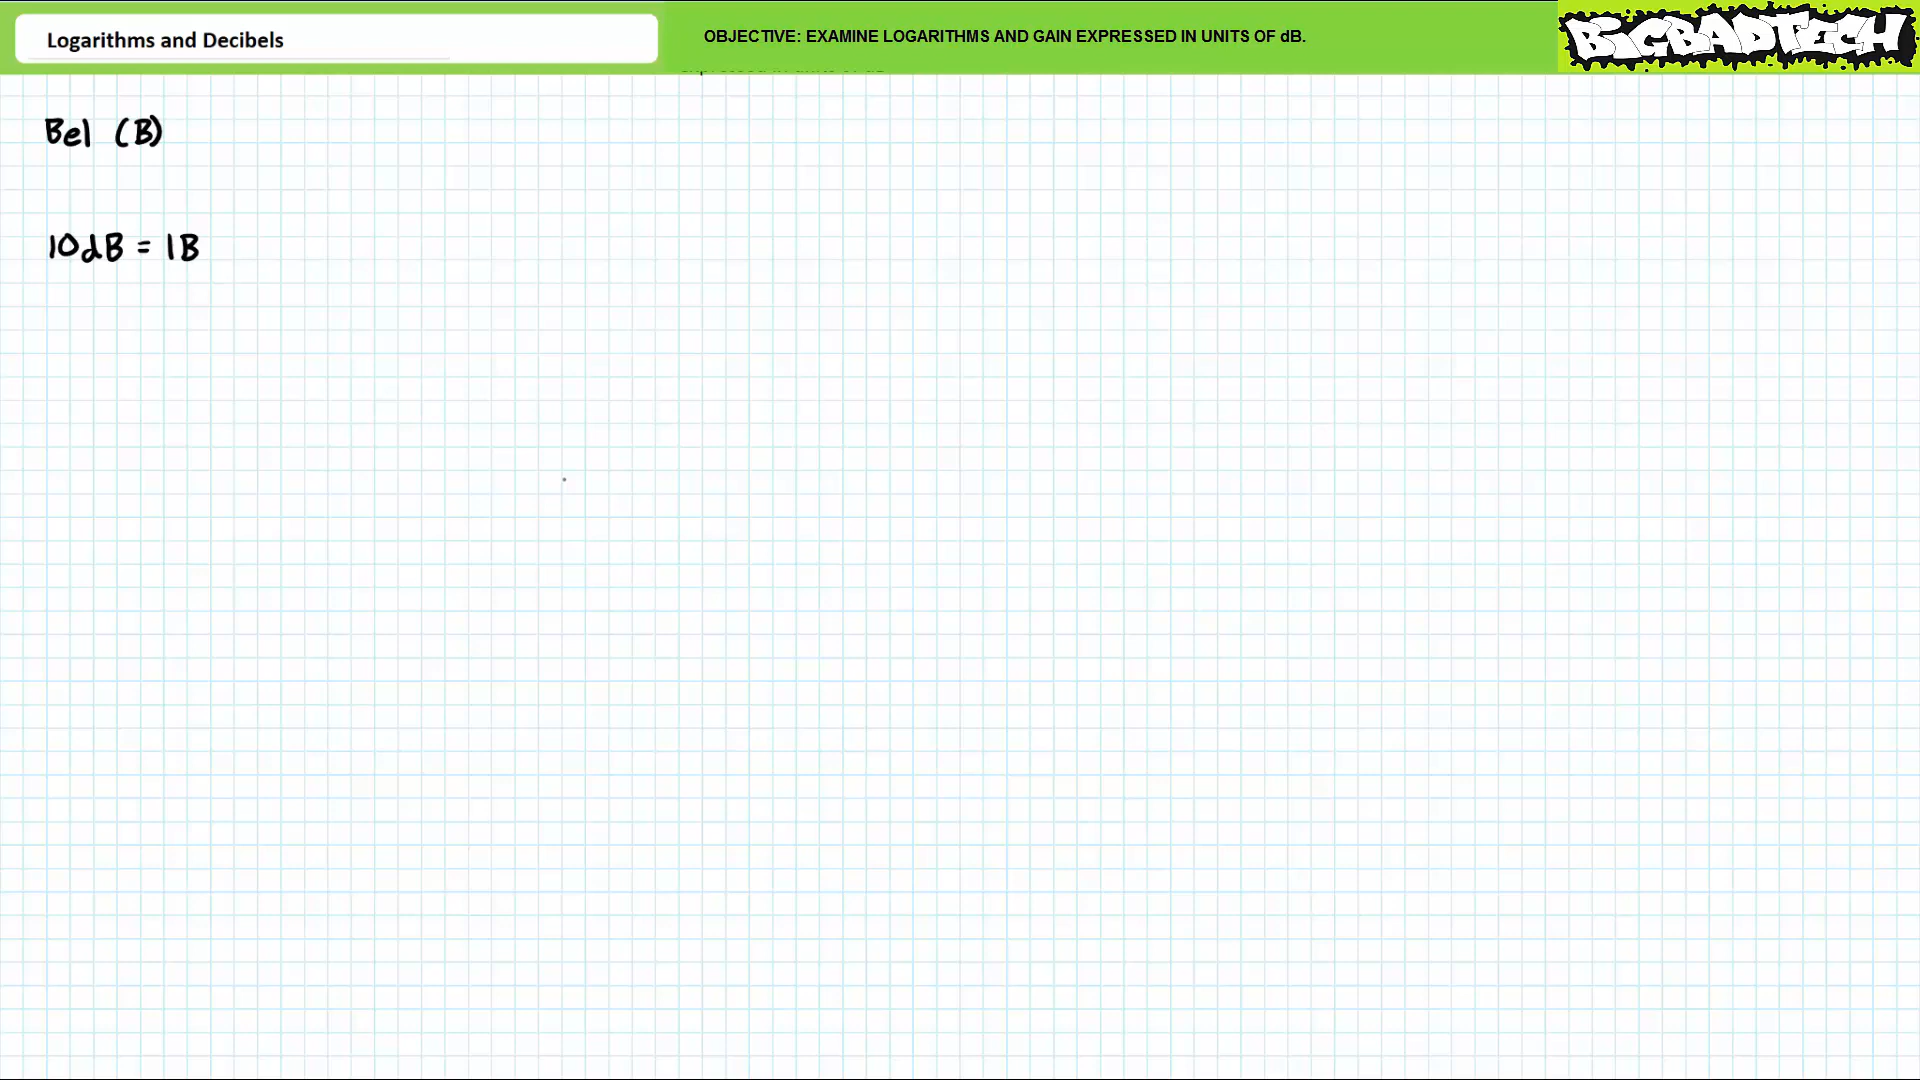 Logarithms and Decibels
OBJECTIVE: EXAMINE LOGARITHMS AND GAIN EXPRESSED IN UNITS OF dB.
BIGBADTECH
Bel (B)
10dB = 1B